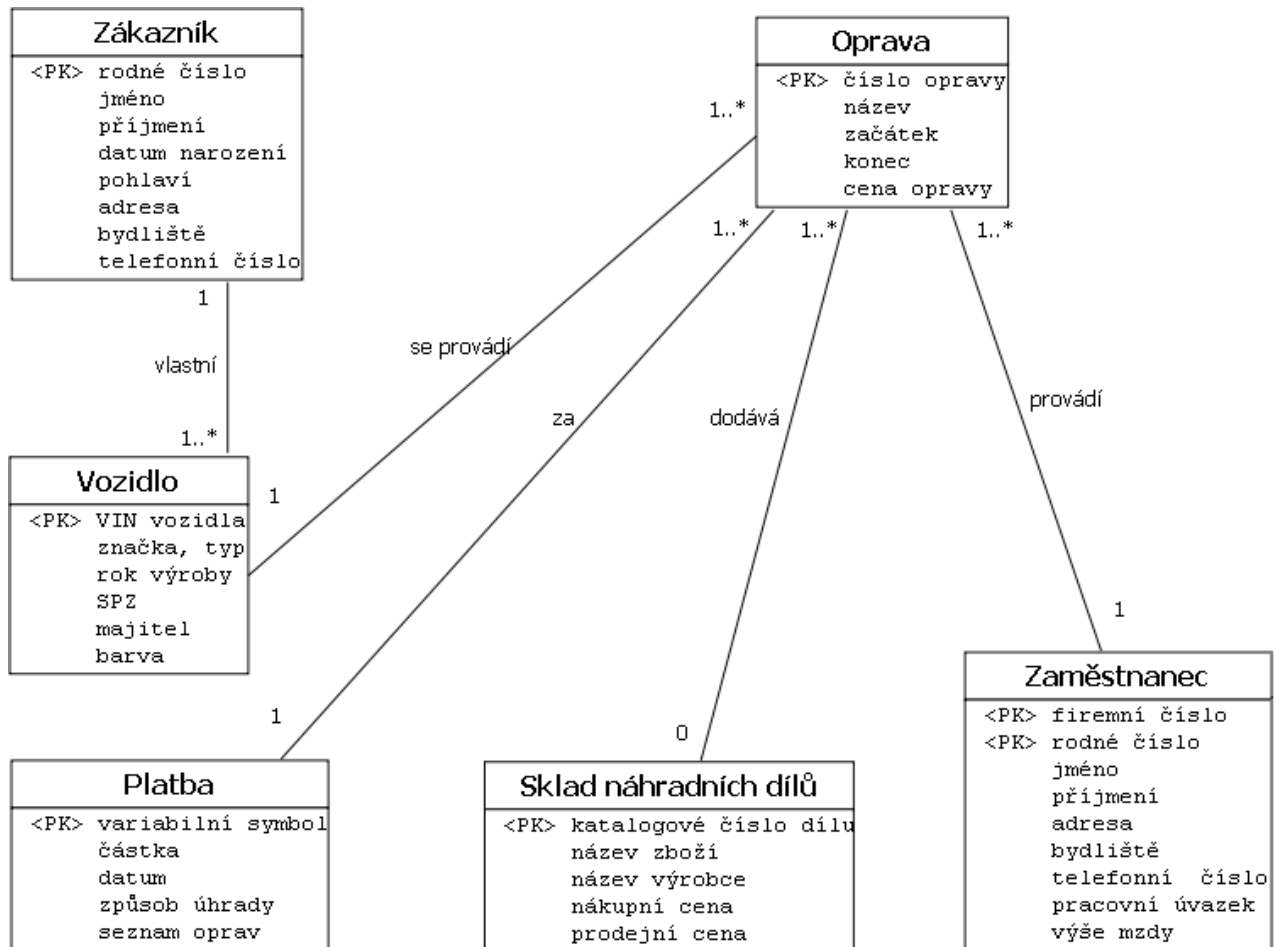 Zákazník
<PK> rodné číslo
jméno
příjmení
datum narození
pohlaví
adresa
bydliště
telefonní číslo
Oprava
<PK> číslo opravy
název
začátek
konec
cena opravy
1..*
1..*
1..*
1..*
1
vlastní
1..*
se provádí
za
dodává
provádí
Vozidlo
<PK> VIN vozidla
značka, typ
rok výroby
SPZ
majitel
barva
1
1
0
1
Platba
<PK> variabilní symbol
částka
datum
způsob úhrady
seznam oprav
Sklad náhradních dílů
<PK> katalogové číslo dílu
název zboží
název výrobce
nákupní cena
prodejní cena
Zaměstnanec
<PK> firemní číslo
<PK> rodné číslo
jméno
příjmení
adresa
bydliště
telefonní číslo
pracovní úvazek
výše mzdy